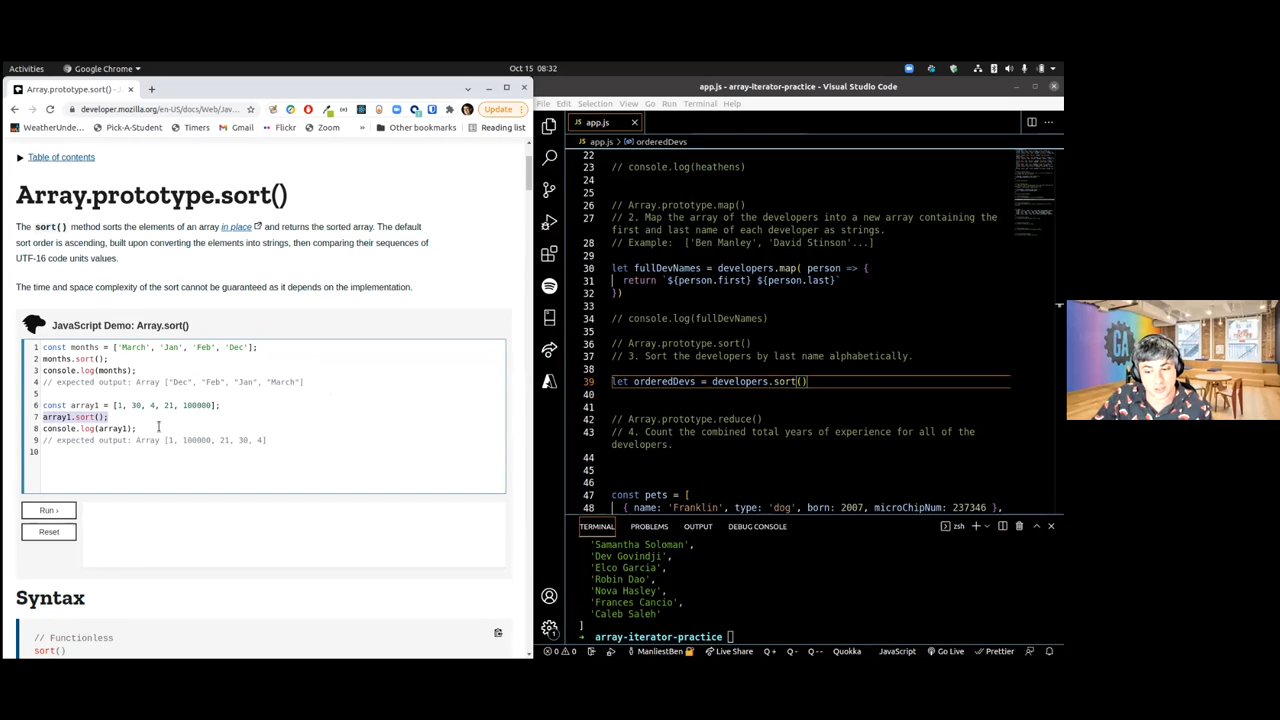 Activities
Google Chrome
Oct 15 08:32
Array.prototype.sort() - J
developer.mozilla.org/en-US/docs/Web/Jav...
Update
WeatherUnde...
Pick-A-Student
Timers
Gmail
Flickr
Zoom
»
Other bookmarks
Reading list
Table of contents
Array.prototype.sort()
The sort() method sorts the elements of an array in place and returns the sorted array. The default
sort order is ascending, built upon converting the elements into strings, then comparing their sequences of
UTF-16 code units values.
The time and space complexity of the sort cannot be guaranteed as it depends on the implementation.
JavaScript Demo: Array.sort()
1 const months = ['March', 'Jan', 'Feb', 'Dec'];
2 months.sort();
3 console.log(months);
4 // expected output: Array ["Dec", "Feb", "Jan", "March"]
5
6 const array1 = [1, 30, 4, 21, 100000];
7 array1.sort();
8 console.log(array1);
9 // expected output: Array [1, 100000, 21, 30, 4]
10
Run ›
Reset
Syntax
// Functionless
sort()
app.js - array-iterator-practice - Visual Studio Code
File Edit Selection View Go Run Terminal Help
JS app.js
JS app.js > orderedDevs
22
23 // console.log(heathens)
24
25
26 // Array.prototype.map()
27 // 2. Map the array of the developers into a new array containing the
first and last name of each developer as strings.
28 // Example: ['Ben Manley', 'David Stinson'...]
29
30 let fullDevNames = developers.map( person => {
31 return `${person.first} ${person.last}`
32 })
33
34 // console.log(fullDevNames)
35
36 // Array.prototype.sort()
37 // 3. Sort the developers by last name alphabetically.
38
39 let orderedDevs = developers.sort()
40
41
42 // Array.prototype.reduce()
43 // 4. Count the combined total years of experience for all of the
developers.
44
45
46
47 const pets = [
48 { name: 'Franklin', type: 'dog', born: 2007, microChipNum: 237346 },
TERMINAL PROBLEMS OUTPUT DEBUG CONSOLE
zsh
'Samantha Soloman',
'Dev Govindji',
'Elco Garcia',
'Robin Dao',
'Nova Hasley',
'Frances Cancio',
'Caleb Saleh'
]
→ array-iterator-practice
1
0 0 ManliestBen Live Share Q + Q - Q -- Quokka JavaScript Go Live Prettier
GA